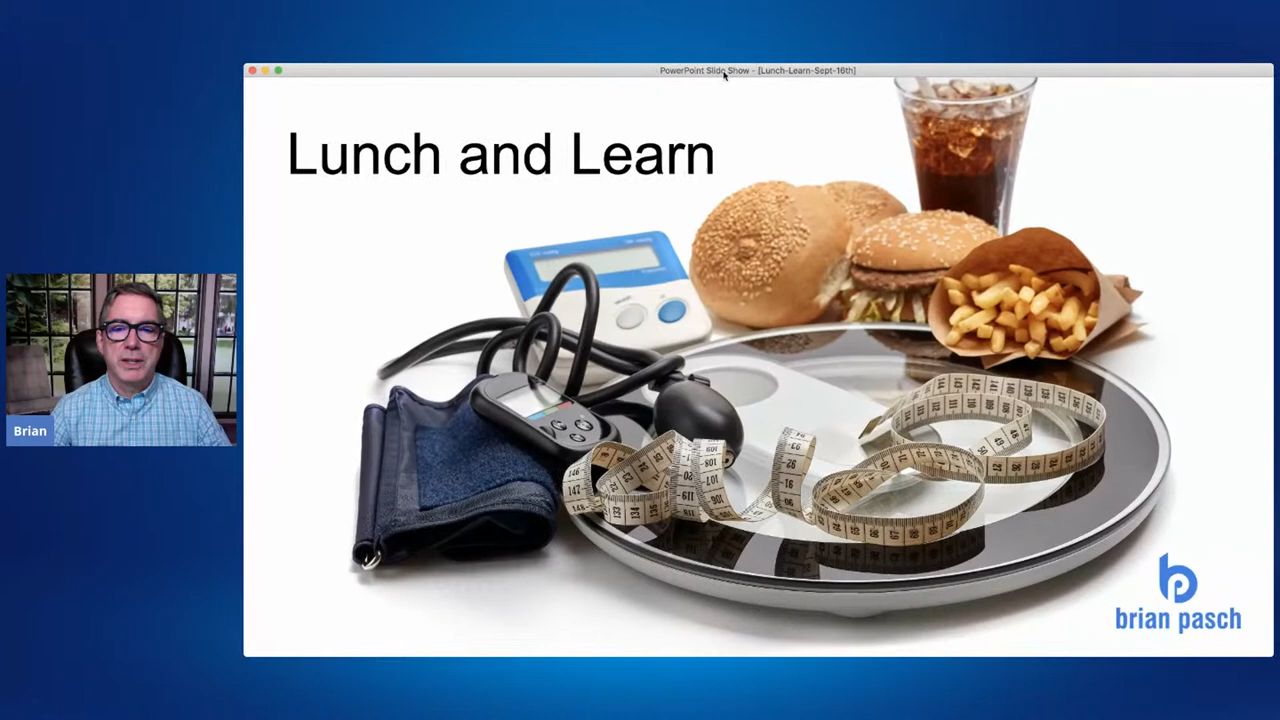 PowerPoint Slide Show - [Lunch-Learn-Sept-16th]
Lunch and Learn
Brian
brian pasch